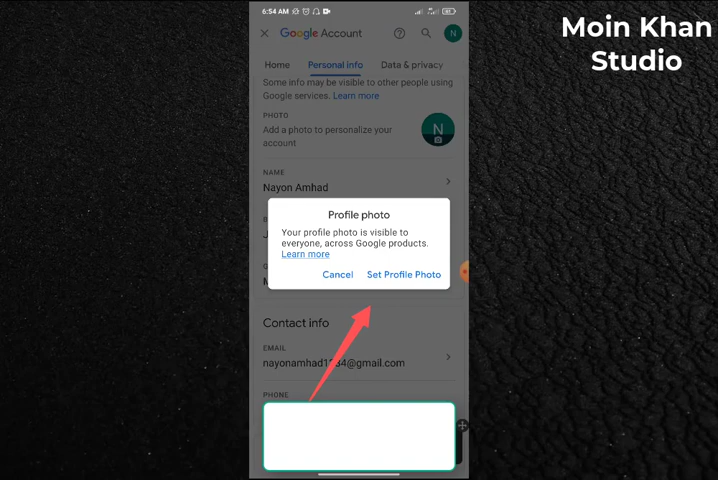 6:54 AM
Moin Khan
Studio
Google Account
N
Home Personal info Data & privacy
Some info may be visible to other people using
Google services. Learn more
PHOTO
Add a photo to personalize your
account
N
NAME
Nayon Amhad
Profile photo
Your profile photo is visible to
everyone, across Google products.
Learn more
Cancel Set Profile Photo
Contact info
EMAIL
PHONE